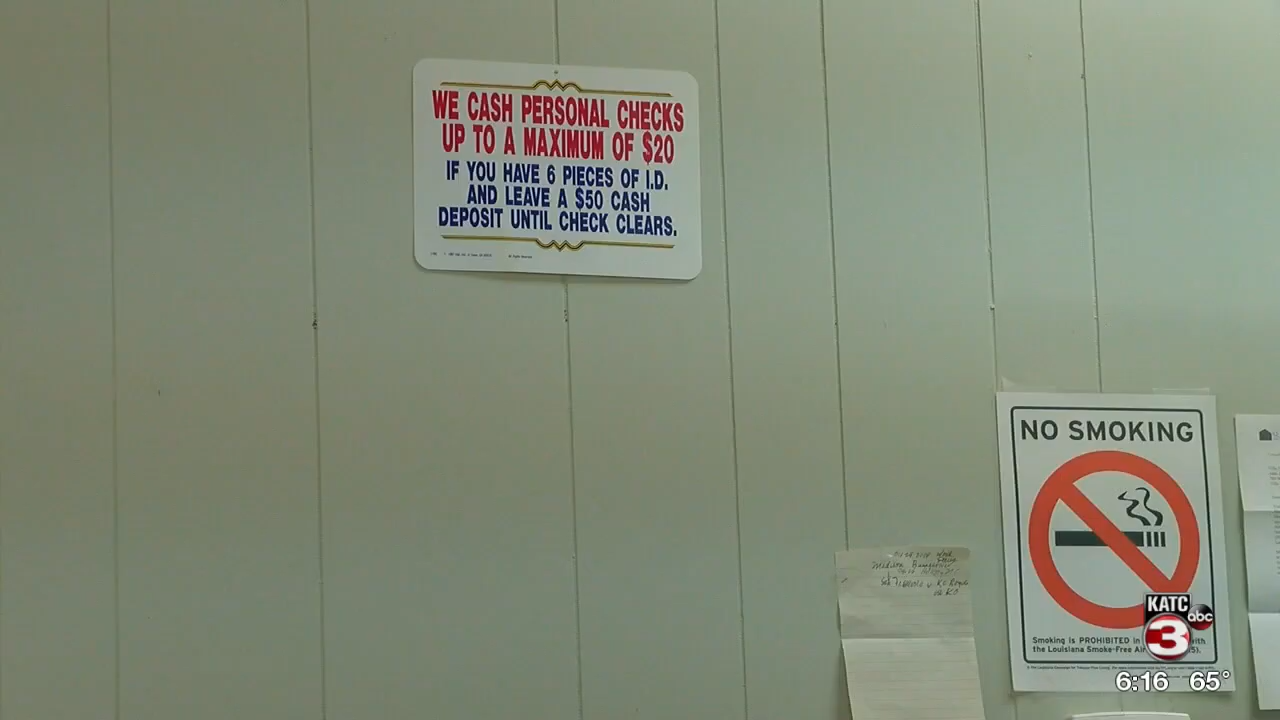 WE CASH PERSONAL CHECKS
UP TO A MAXIMUM OF $20
IF YOU HAVE 6 PIECES OF I.D.
AND LEAVE A $50 CASH
DEPOSIT UNTIL CHECK CLEARS.
NO SMOKING
Smoking is PROHIBITED in
the Louisiana Smoke-Free Air
Madison
KATC
abc
3
6:16 65°